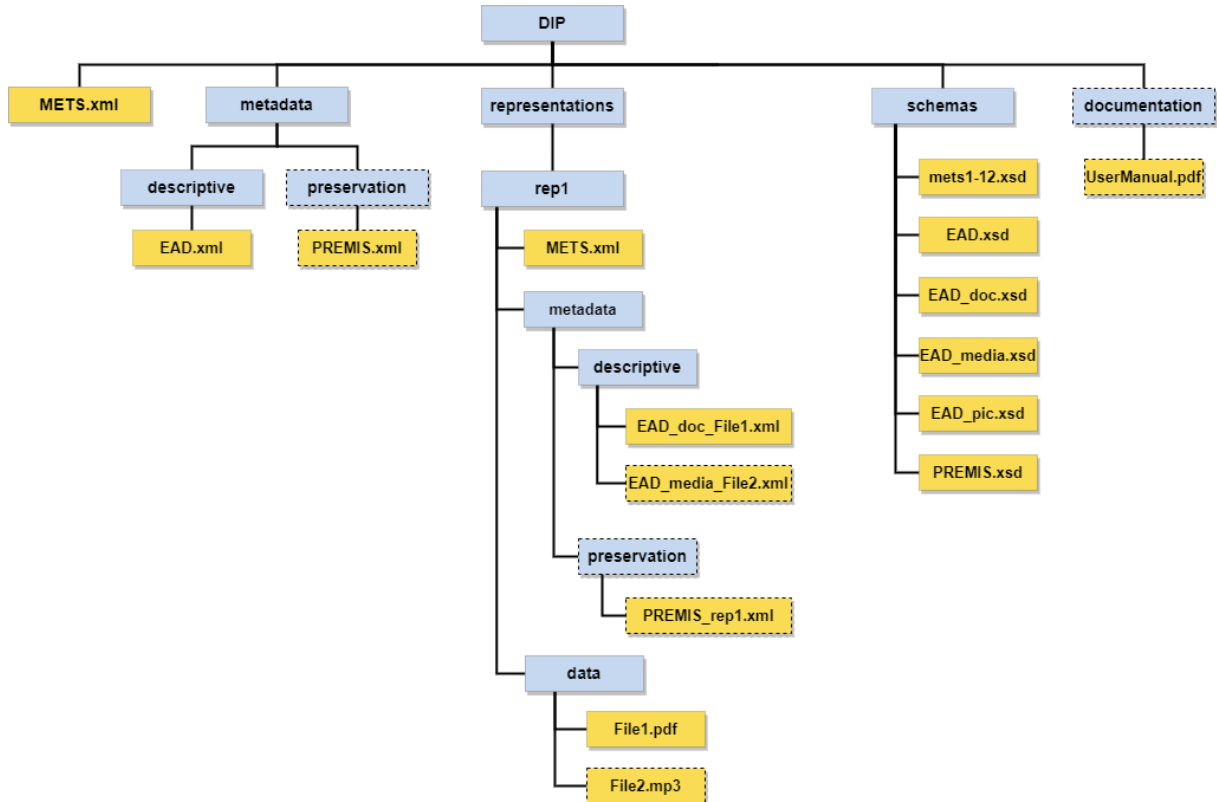 DIP
METS.xml
metadata
representations
schemas
documentation
descriptive
preservation
rep1
mets1-12.xsd
UserManual.pdf
EAD.xml
PREMIS.xml
METS.xml
EAD.xsd
metadata
EAD_doc.xsd
descriptive
EAD_media.xsd
EAD_doc_File1.xml
EAD_pic.xsd
EAD_media_File2.xml
PREMIS.xsd
preservation
PREMIS_rep1.xml
data
File1.pdf
File2.mp3